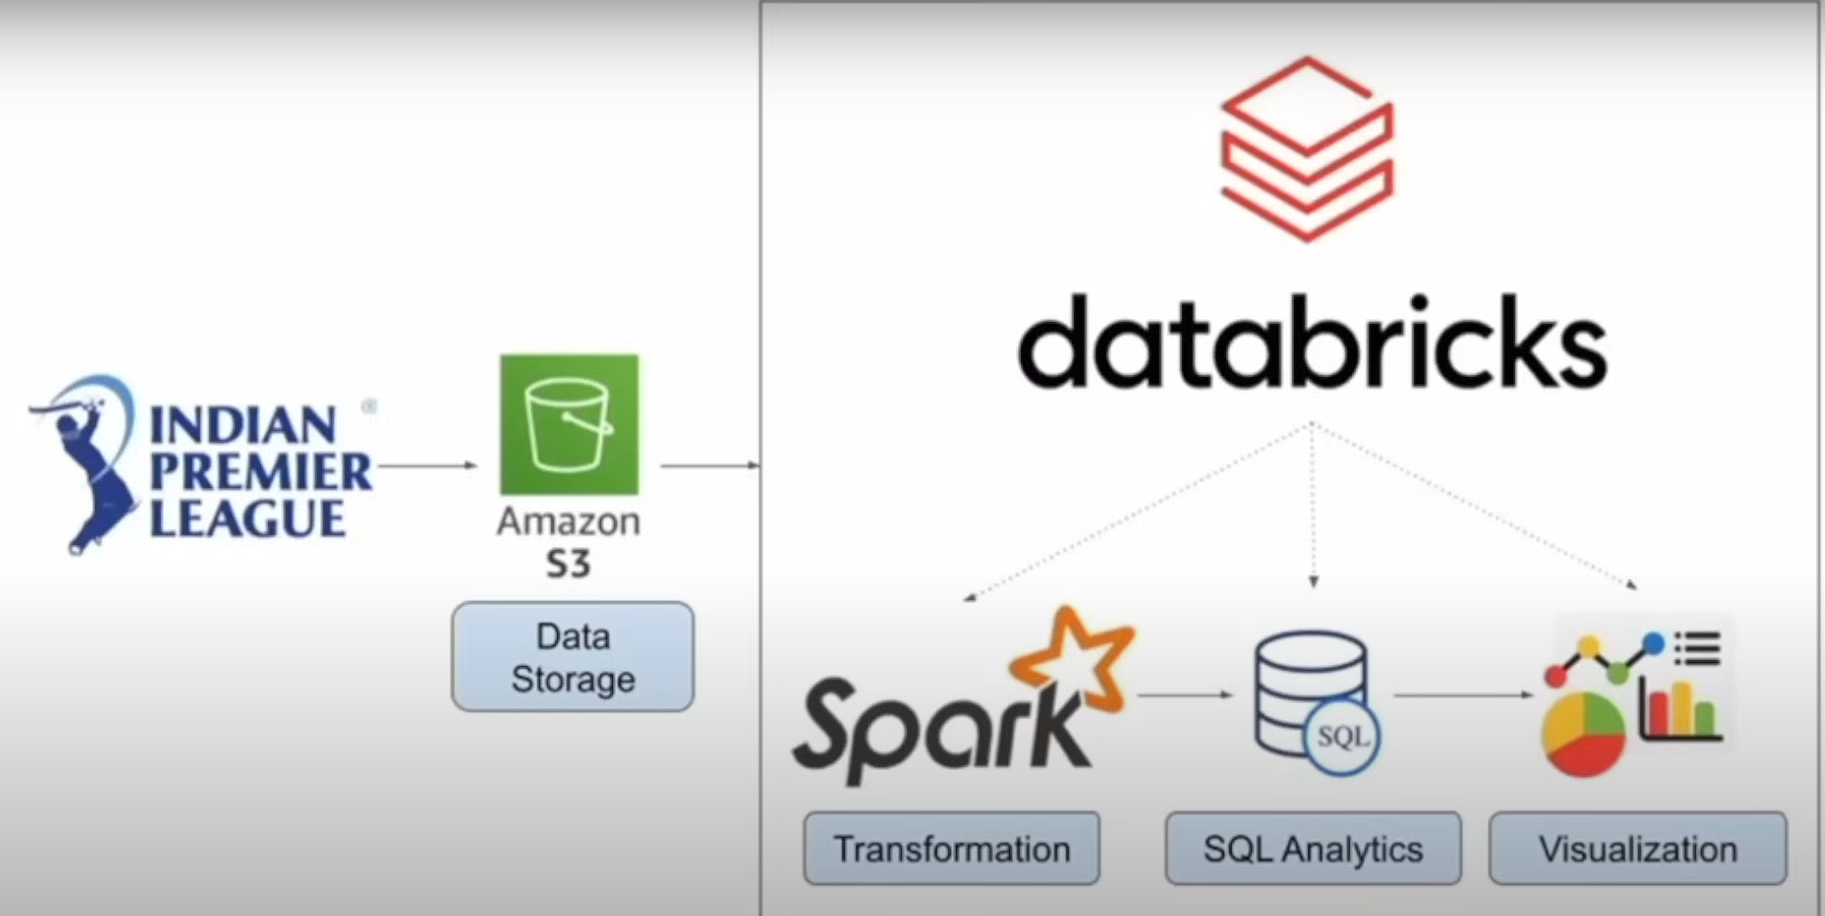 INDIAN
PREMIER
LEAGUE
®
Amazon
S3
Data
Storage
databricks
Spark
SQL
Transformation
SQL Analytics
Visualization